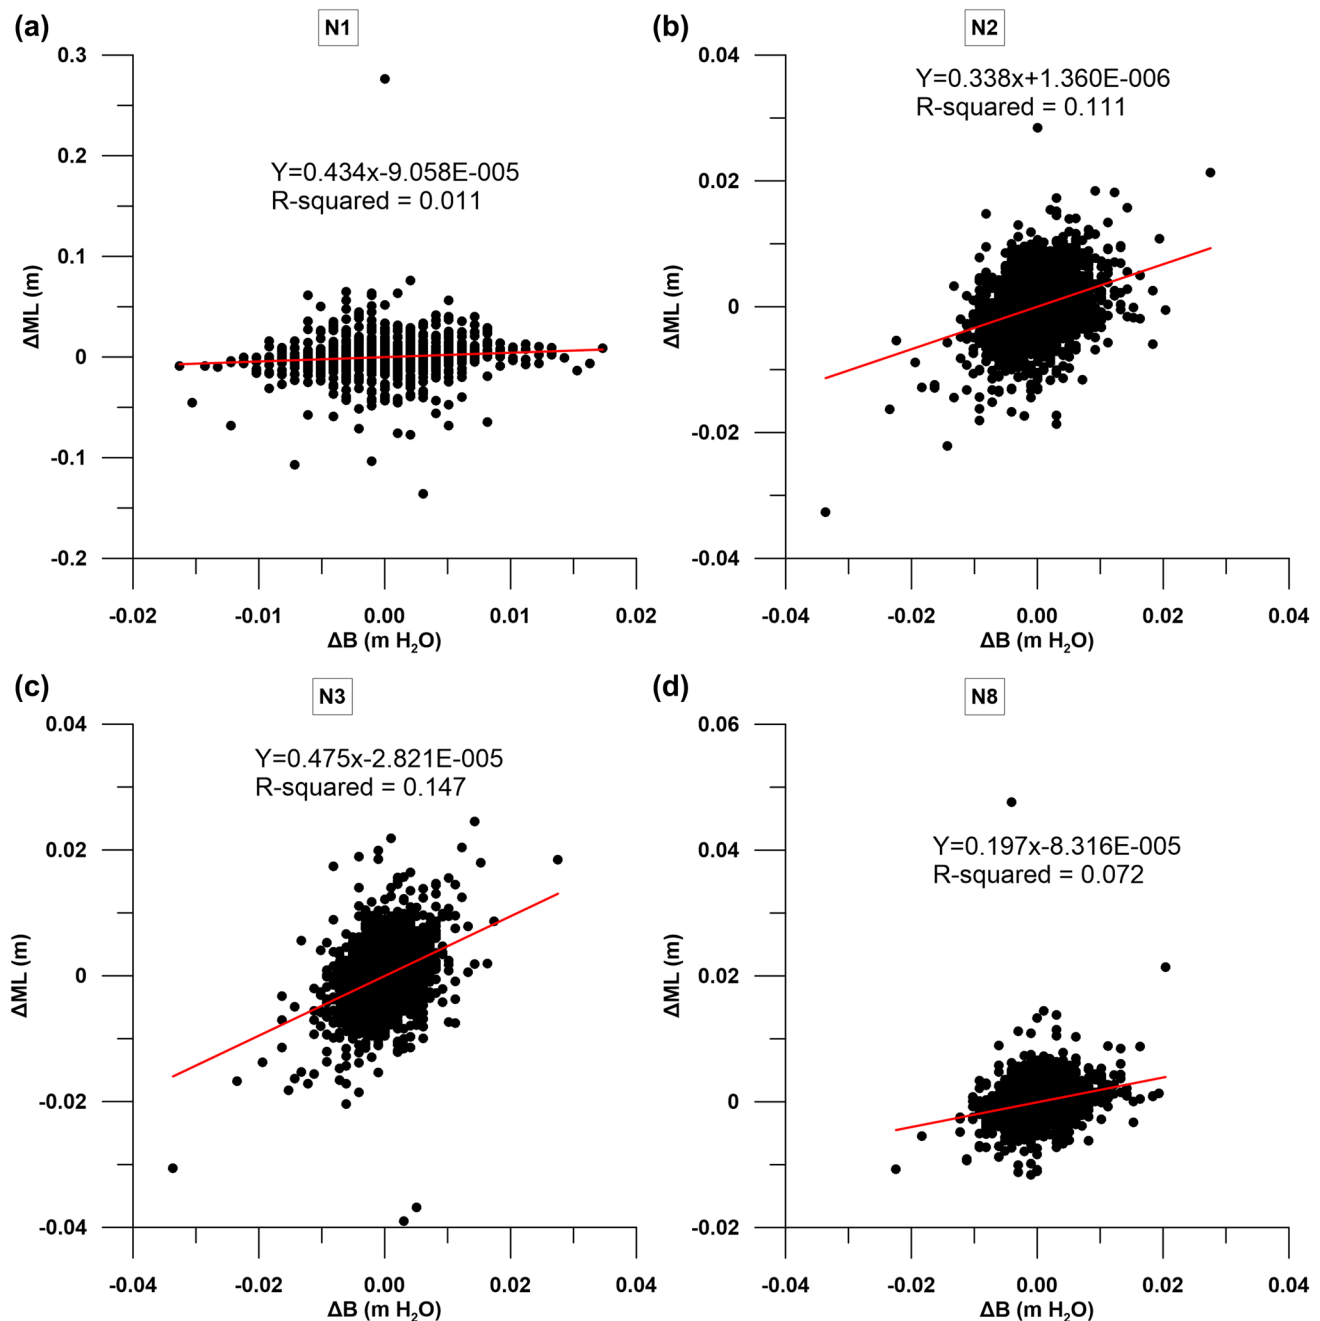 (a)
N1
0.3
0.2
0.1
0
-0.1
-0.2
ΔML (m)
Y=0.434x-9.058E-005
R-squared = 0.011
-0.02 -0.01 0.00 0.01 0.02
ΔB (m H₂O)
(b)
N2
0.04
0.02
0
-0.02
-0.04
ΔML (m)
Y=0.338x+1.360E-006
R-squared = 0.111
-0.04 -0.02 0.00 0.02 0.04
ΔB (m H₂O)
(c)
N3
0.04
0.02
0
-0.02
-0.04
ΔML (m)
Y=0.475x-2.821E-005
R-squared = 0.147
-0.04 -0.02 0.00 0.02 0.04
ΔB (m H₂O)
(d)
N8
0.06
0.04
0.02
0
-0.02
ΔML (m)
Y=0.197x-8.316E-005
R-squared = 0.072
-0.04 -0.02 0.00 0.02 0.04
ΔB (m H₂O)